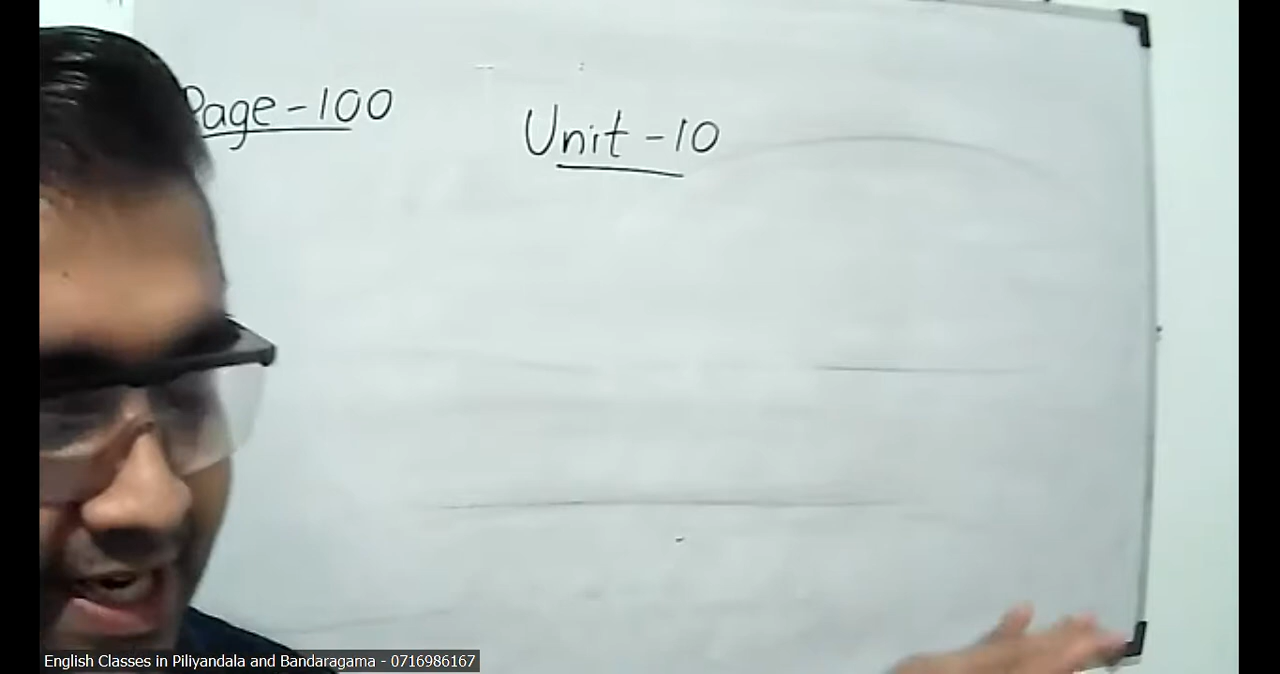 Page - 100
Unit - 10
English Classes in Piliyandala and Bandaragama - 0716986167